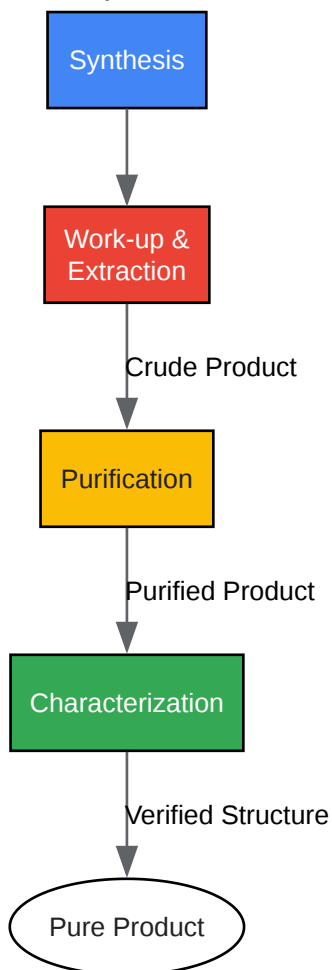 Synthesis
Work-up &
Extraction
Crude Product
Purification
Purified Product
Characterization
Verified Structure
Pure Product